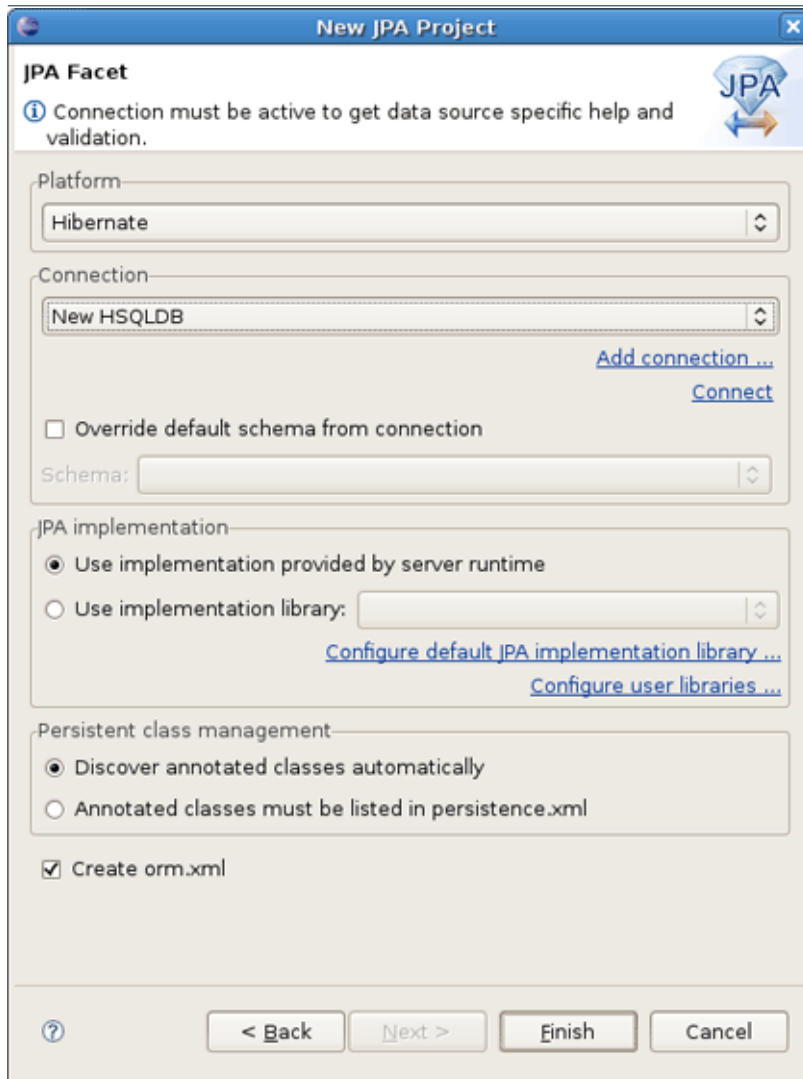 New JPA Project
JPA Facet
JPA
Connection must be active to get data source specific help and
validation.
Platform
Hibernate
Connection
New HSQLDB
Add connection ...
Connect
Override default schema from connection
Schema:
JPA implementation
Use implementation provided by server runtime
Use implementation library:
Configure default JPA implementation library ...
Configure user libraries ...
Persistent class management
Discover annotated classes automatically
Annotated classes must be listed in persistence.xml
Create orm.xml
< Back Next > Finish Cancel